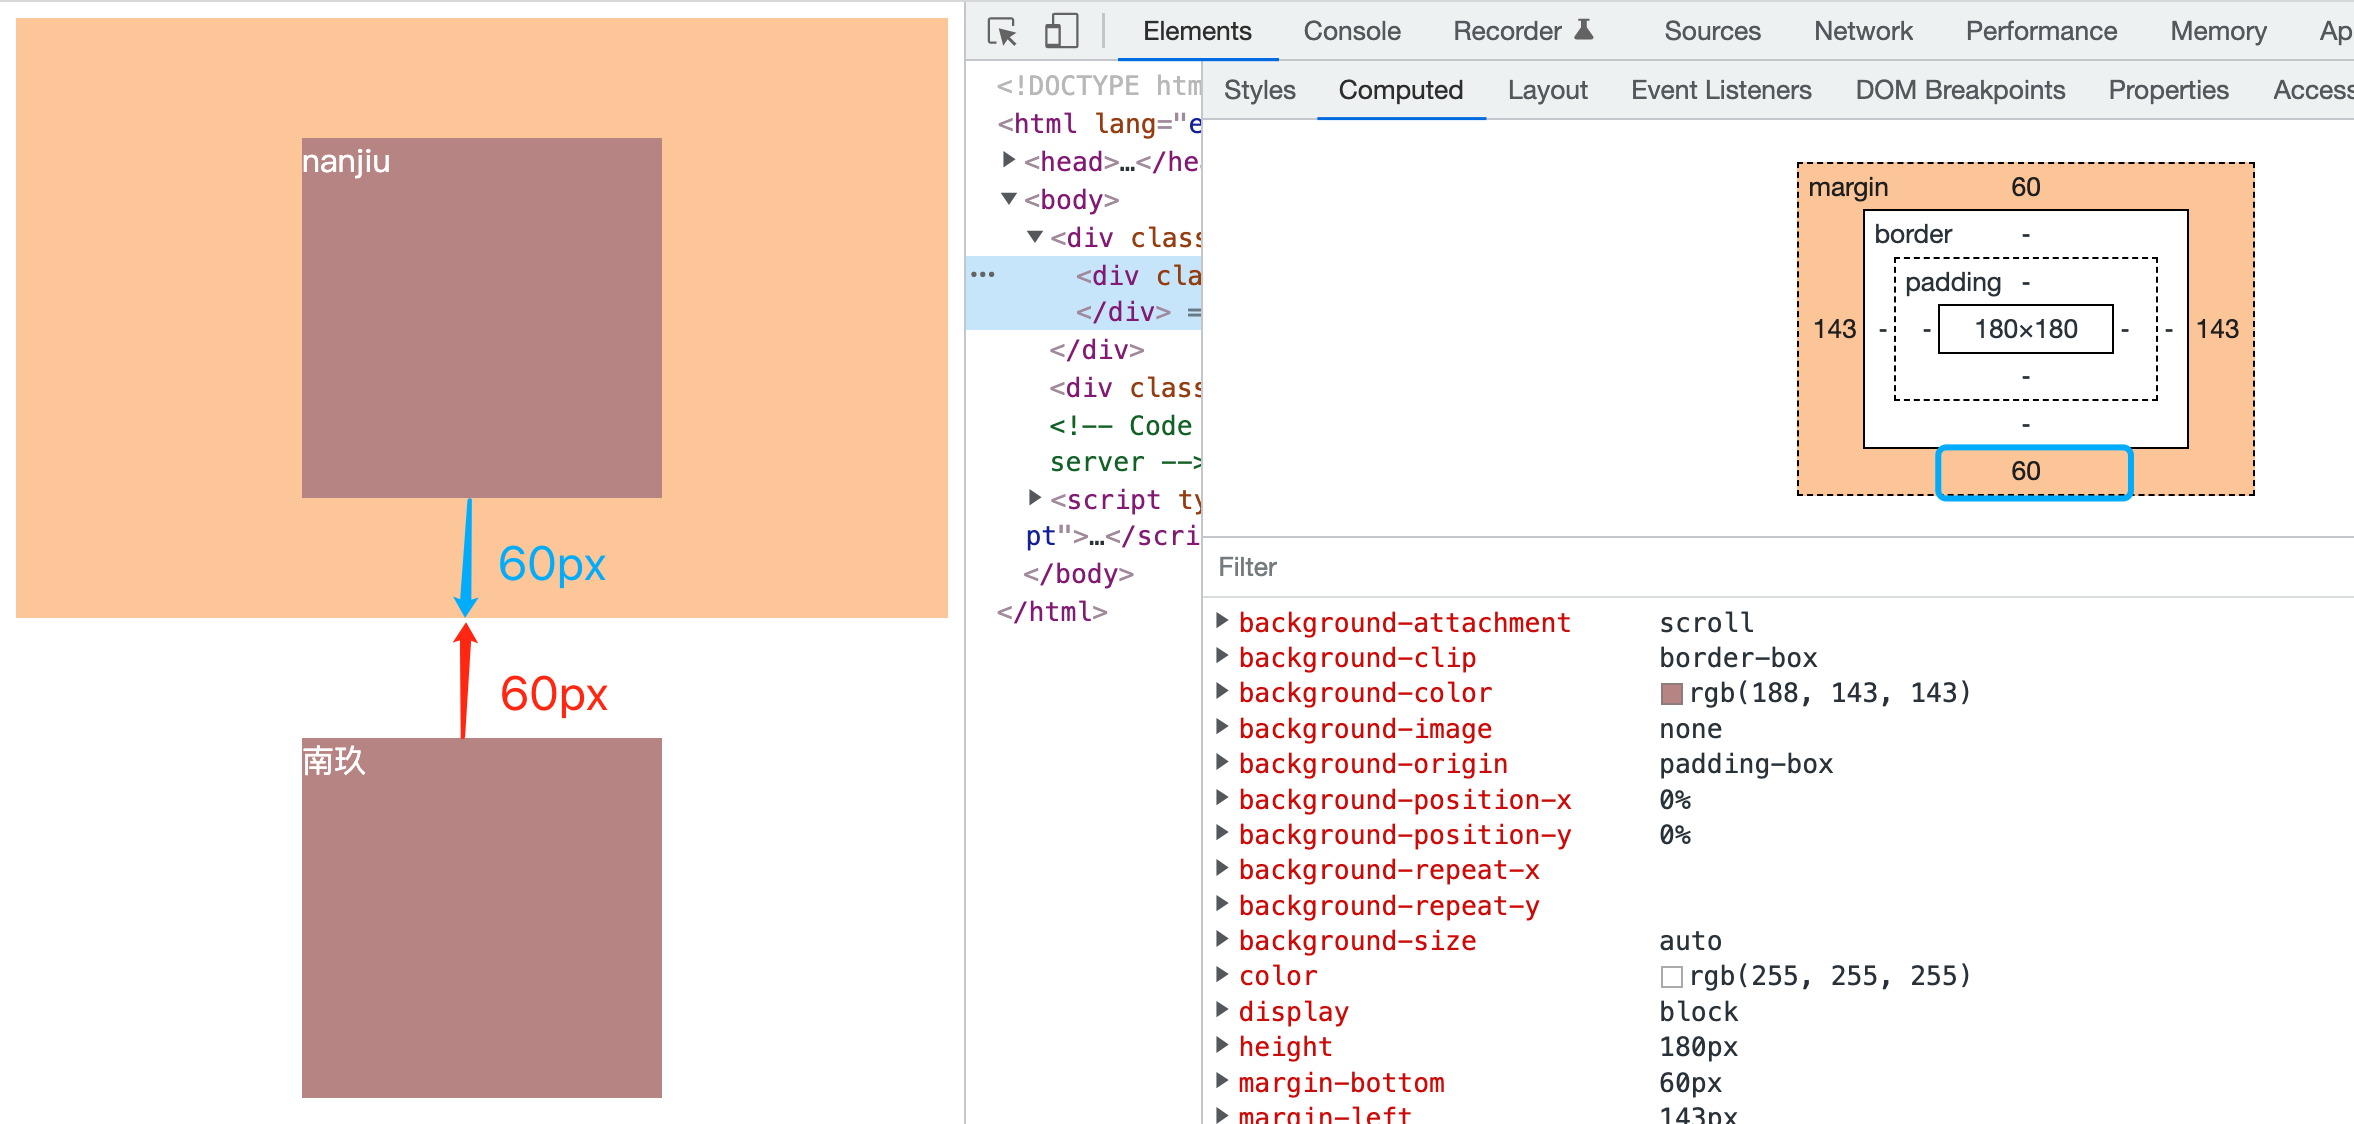 nanjiu
60px
60px
南玖
Elements Console Recorder Sources Network Performance Memory Ap
Styles Computed Layout Event Listeners DOM Breakpoints Properties Access
<!DOCTYPE htm
<html lang="e
<head>…</hea
<body>
<div class
••• <div cla
</div> =
</div>
<div class
<!-- Code
server -->
<script ty
pt">…</scri
</body>
</html>
margin 60
border -
padding -
143 - - 180×180 - - 143
-
-
60
Filter
background-attachment scroll
background-clip border-box
background-color rgb(188, 143, 143)
background-image none
background-origin padding-box
background-position-x 0%
background-position-y 0%
background-repeat-x
background-repeat-y
background-size auto
color rgb(255, 255, 255)
display block
height 180px
margin-bottom 60px
margin-left 143px